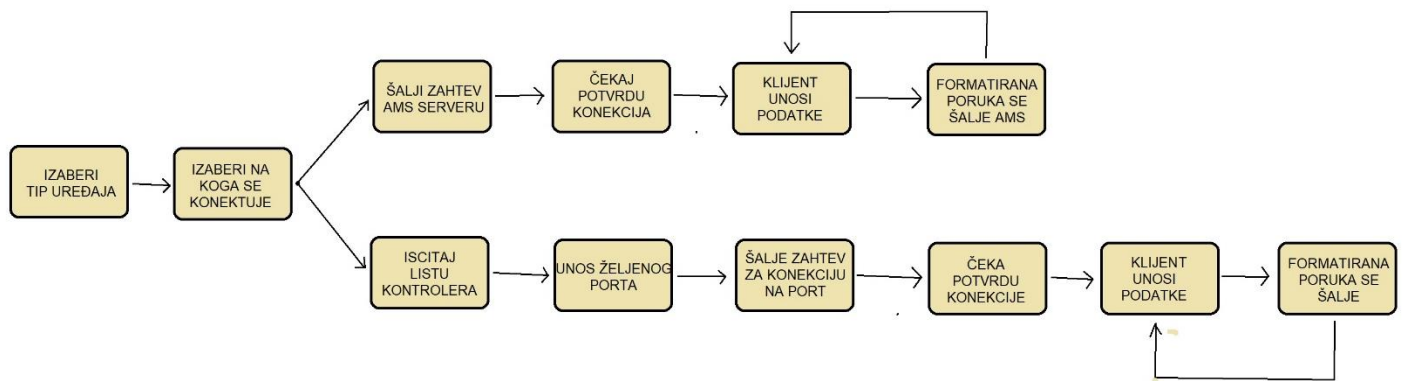 IZABERI
TIP UREĐAJA
IZABERI NA
KOGA SE
KONEKTUJE
ŠALJI ZAHTEV
AMS SERVERU
ČEKAJ
POTVRDU
KONEKCIJA
KLIJENT
UNOSI
PODATKE
FORMATIRANA
PORUKA SE
ŠALJE AMS
ISCITAJ
LISTU
KONTROLERA
UNOS ŽELJENOG
PORTA
ŠALJE ZAHTEV
ZA KONEKCIJU
NA PORT
ČEKA
POTVRDU
KONEKCIJE
KLIJENT
UNOSI
PODATKE
FORMATIRANA
PORUKA SE
ŠALJE